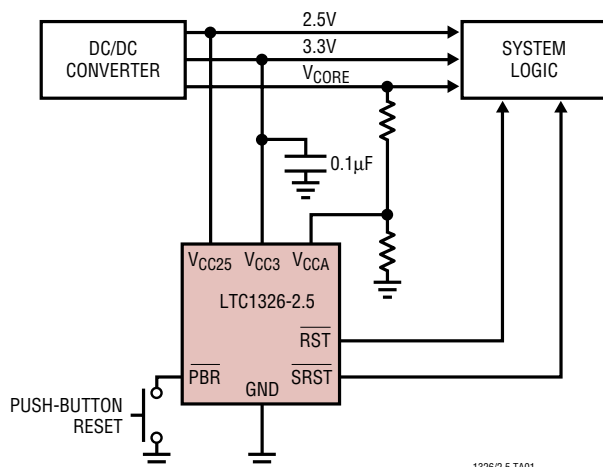 2.5V
DC/DC
CONVERTER
3.3V
SYSTEM
LOGIC
VCORE
0.1µF
VCC25 VCC3 VCCA
LTC1326-2.5
RST
PBR
SRST
GND
PUSH-BUTTON
RESET
1326/2.5 TA01